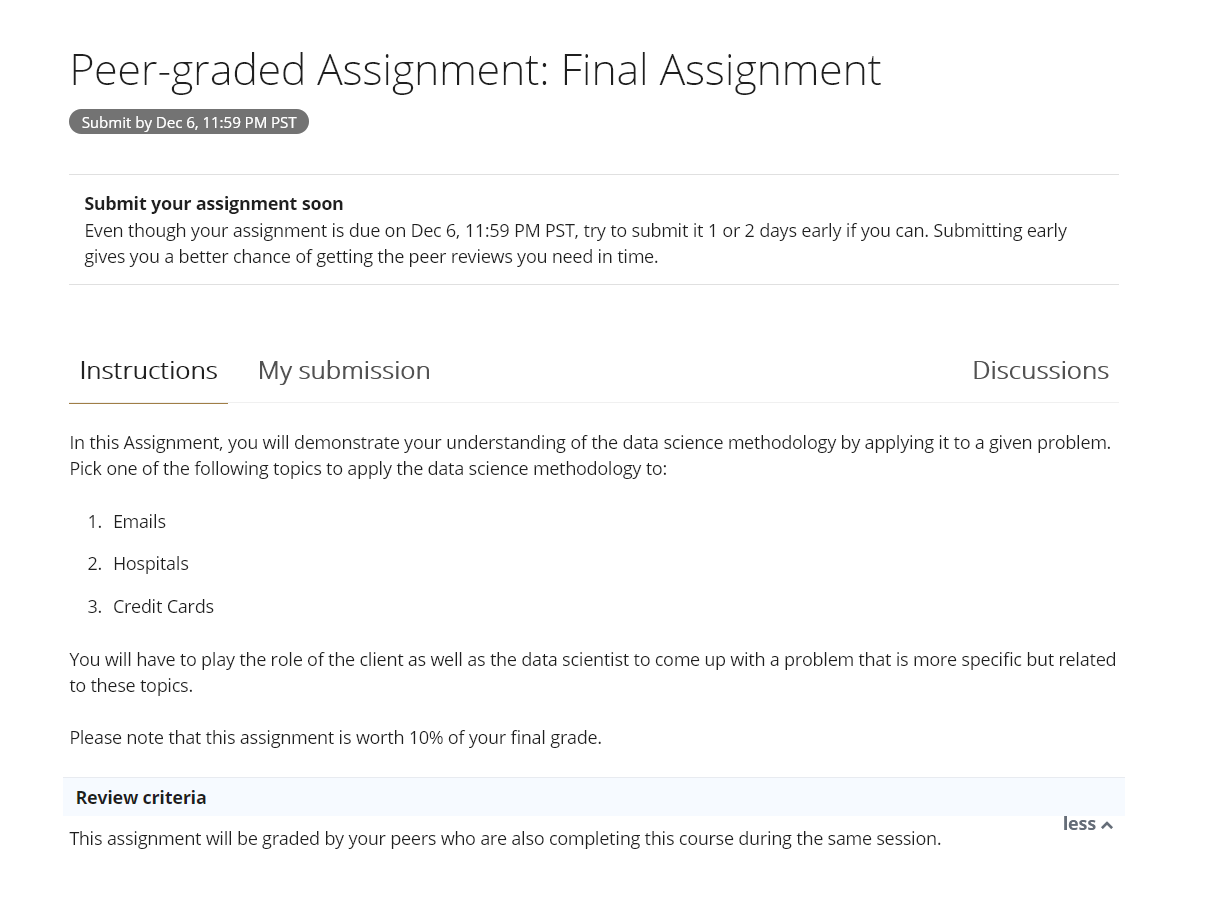 Peer-graded Assignment: Final Assignment
Submit by Dec 6, 11:59 PM PST
Submit your assignment soon
Even though your assignment is due on Dec 6, 11:59 PM PST, try to submit it 1 or 2 days early if you can. Submitting early
gives you a better chance of getting the peer reviews you need in time.
Instructions My submission Discussions
In this Assignment, you will demonstrate your understanding of the data science methodology by applying it to a given problem.
Pick one of the following topics to apply the data science methodology to:
1. Emails
2. Hospitals
3. Credit Cards
You will have to play the role of the client as well as the data scientist to come up with a problem that is more specific but related
to these topics.
Please note that this assignment is worth 10% of your final grade.
Review criteria
less
This assignment will be graded by your peers who are also completing this course during the same session.